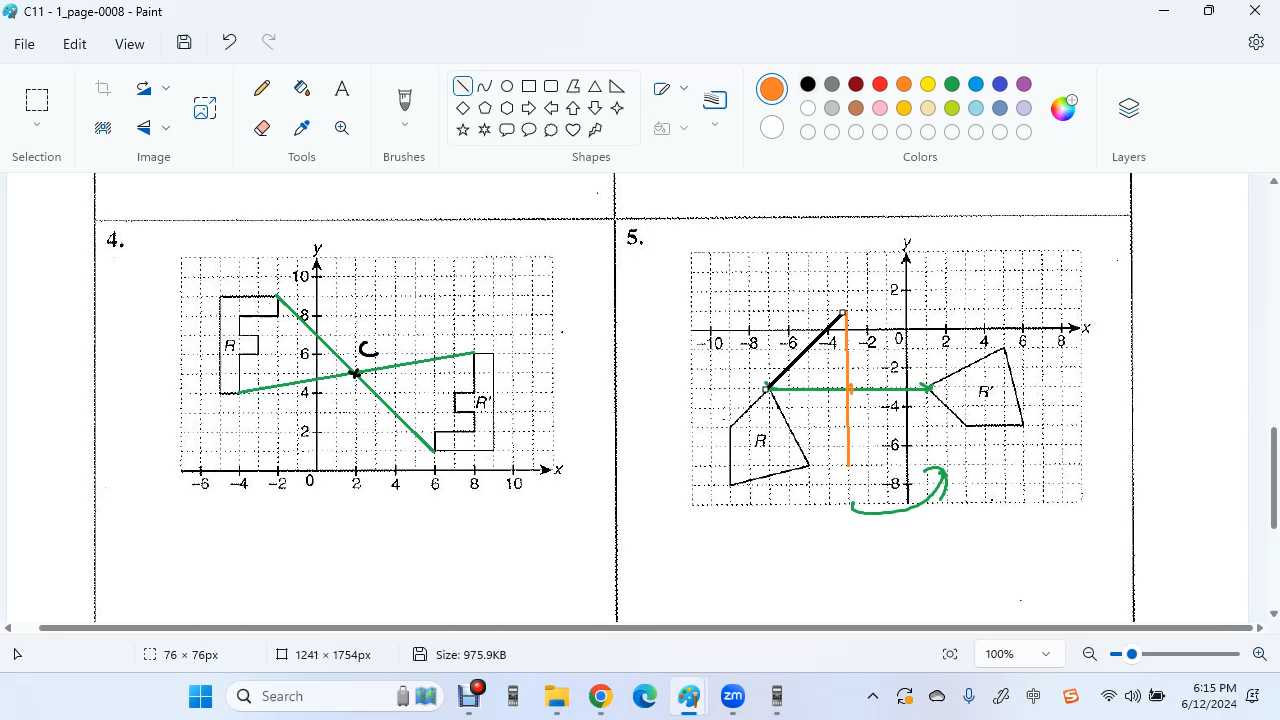 C11 - 1_page-0008 - Paint
File Edit View
Selection Image Tools Brushes Shapes Colors Layers
4. 5.
y
10
8
6
4
2
-6 -4 -2 0 2 4 6 8 10 x
R
R'
C
y
2
-10 -8 -6 -4 -2 0 2 4 6 8 x
-2
-4
-6
-8
R
R'
76 × 76px 1241 × 1754px Size: 975.9KB 100%
Search zm 中 6:15 PM
6/12/2024